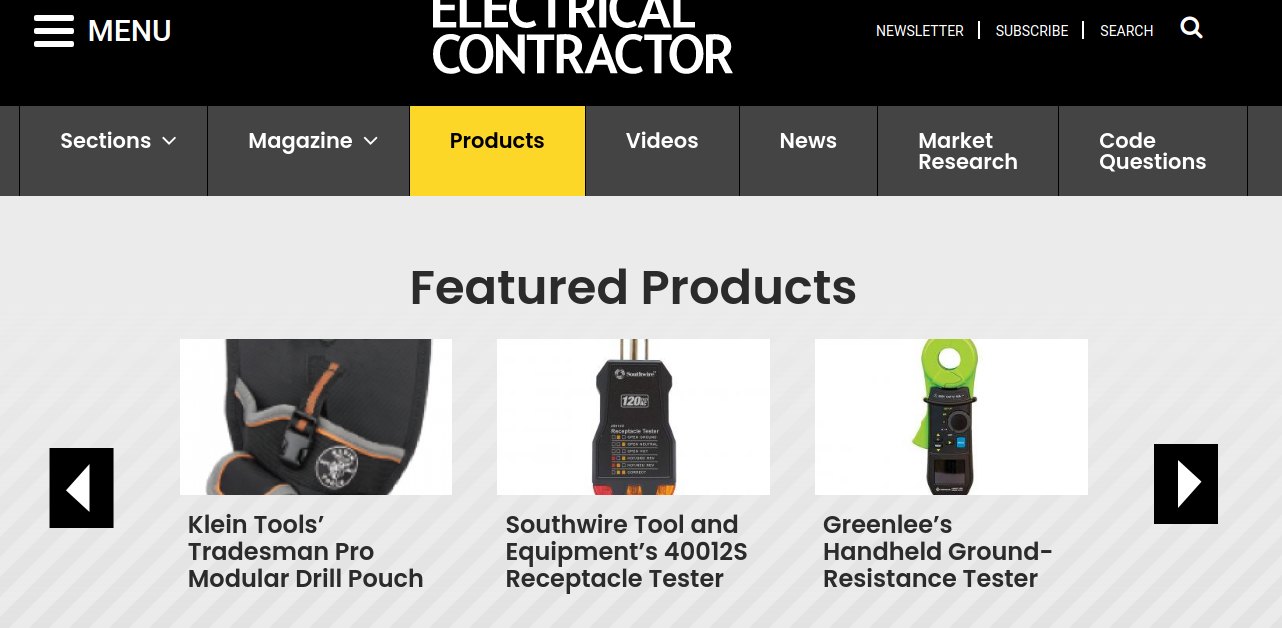 MENU
ELECTRICAL
CONTRACTOR
NEWSLETTER
SUBSCRIBE
SEARCH
Sections
Magazine
Products
Videos
News
Market
Research
Code
Questions
Featured Products
Southwire
120
Receptacle Tester
Klein Tools’
Tradesman Pro
Modular Drill Pouch
Southwire Tool and
Equipment’s 40012S
Receptacle Tester
Greenlee’s
Handheld Ground-
Resistance Tester